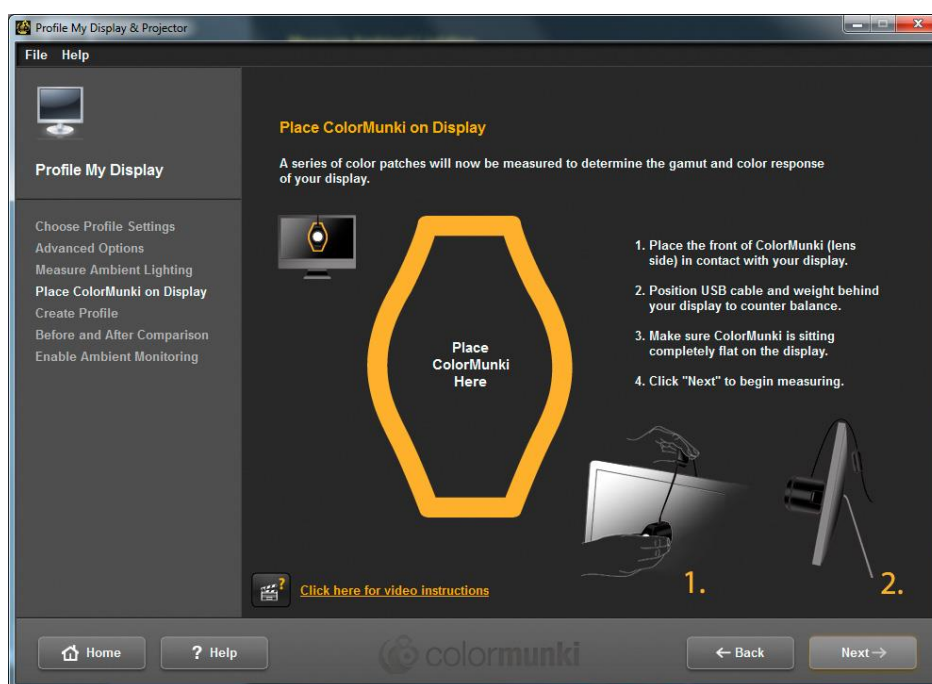 Profile My Display & Projector
File Help
Profile My Display
Choose Profile Settings
Advanced Options
Measure Ambient Lighting
Place ColorMunki on Display
Create Profile
Before and After Comparison
Enable Ambient Monitoring
Place ColorMunki on Display
A series of color patches will now be measured to determine the gamut and color response
of your display.
Place
ColorMunki
Here
1. Place the front of ColorMunki (lens
side) in contact with your display.
2. Position USB cable and weight behind
your display to counter balance.
3. Make sure ColorMunki is sitting
completely flat on the display.
4. Click "Next" to begin measuring.
1.
2.
?
Click here for video instructions
Home
? Help
colormunki
← Back
Next →